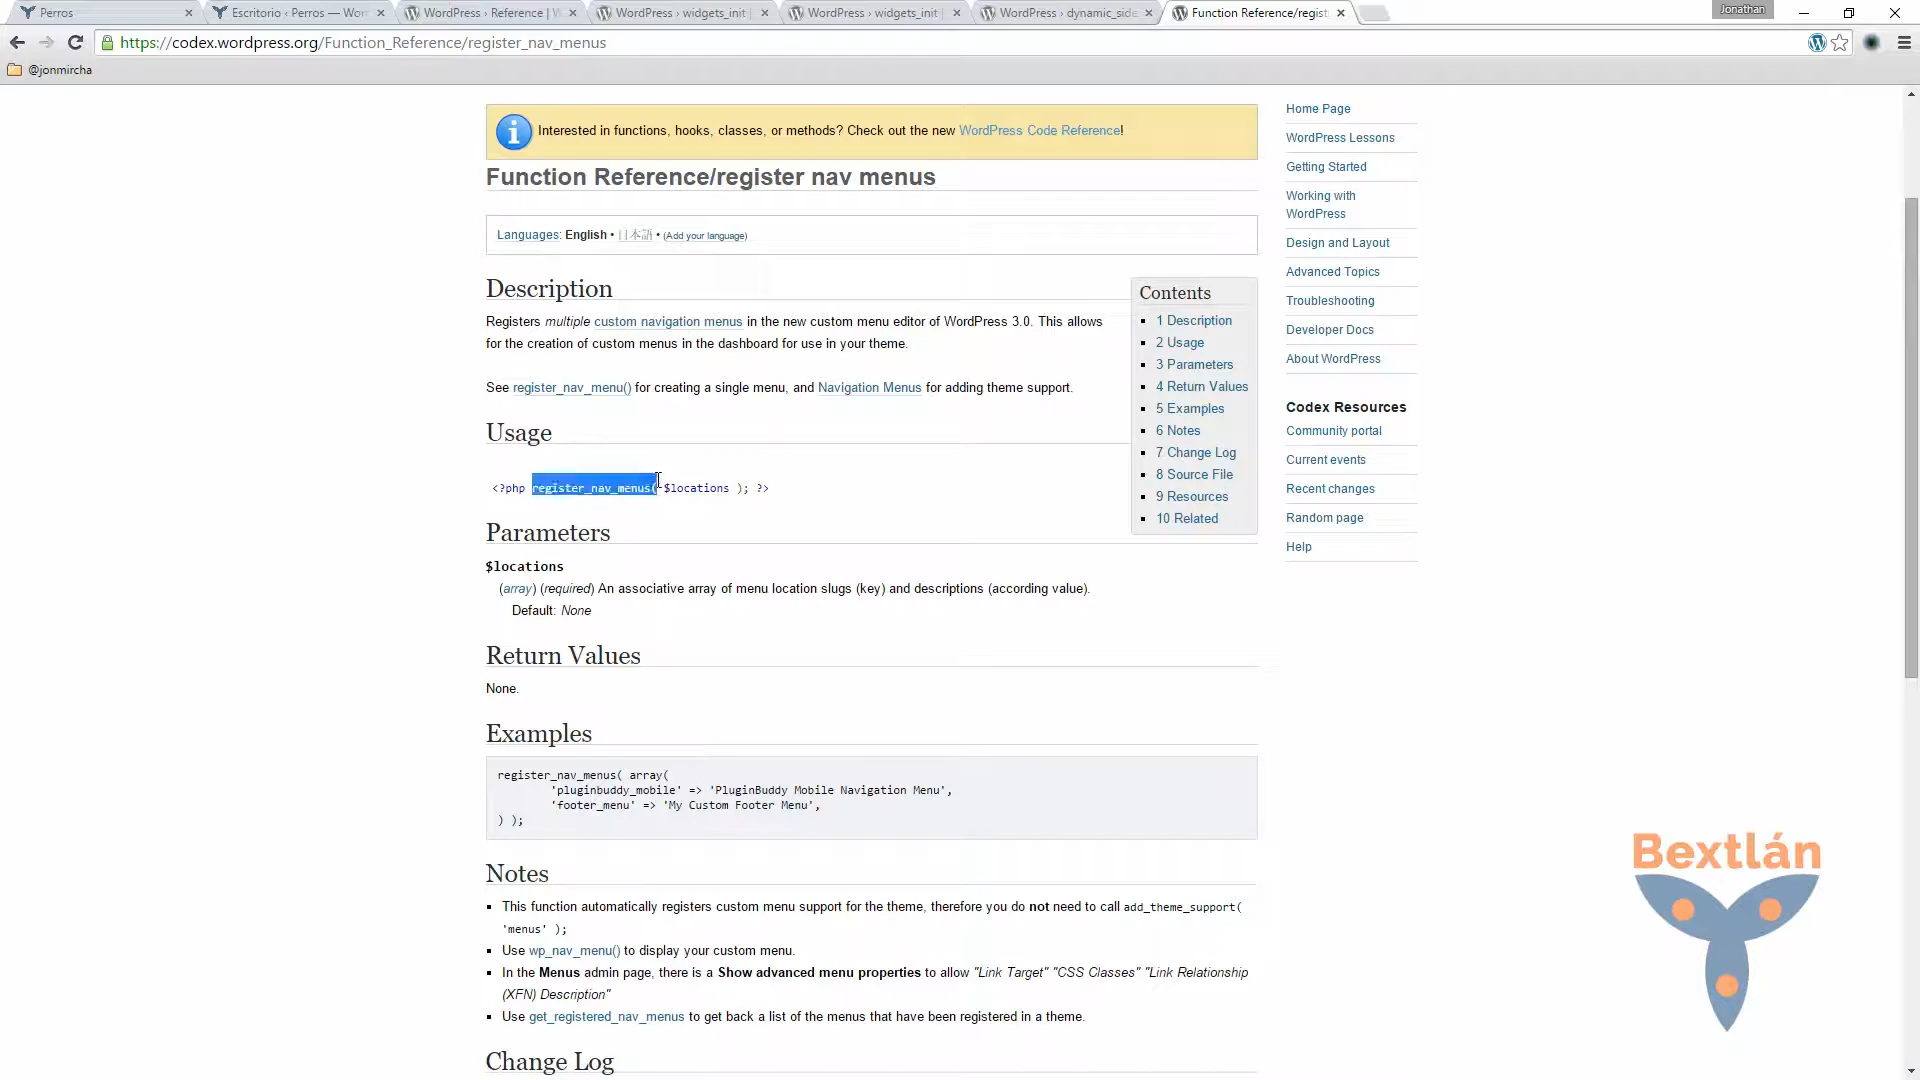 Perros
Escritorio ‹ Perros — Wor
WordPress › Reference | W
WordPress › widgets_init |
WordPress › widgets_init |
WordPress › dynamic_side
Function Reference/regist
Jonathan
https://codex.wordpress.org/Function_Reference/register_nav_menus
@jonmircha
Interested in functions, hooks, classes, or methods? Check out the new WordPress Code Reference!
Function Reference/register nav menus
Languages: English • 日本語 • (Add your language)
Description
Registers multiple custom navigation menus in the new custom menu editor of WordPress 3.0. This allows
for the creation of custom menus in the dashboard for use in your theme.
See register_nav_menu() for creating a single menu, and Navigation Menus for adding theme support.
Contents
1 Description
2 Usage
3 Parameters
4 Return Values
5 Examples
6 Notes
7 Change Log
8 Source File
9 Resources
10 Related
Usage
<?php register_nav_menus( $locations ); ?>
Parameters
$locations
(array) (required) An associative array of menu location slugs (key) and descriptions (according value).
Default: None
Return Values
None.
Examples
register_nav_menus( array(
'pluginbuddy_mobile' => 'PluginBuddy Mobile Navigation Menu',
'footer_menu' => 'My Custom Footer Menu',
) );
Notes
This function automatically registers custom menu support for the theme, therefore you do not need to call add_theme_support(
'menus' );
Use wp_nav_menu() to display your custom menu.
In the Menus admin page, there is a Show advanced menu properties to allow "Link Target" "CSS Classes" "Link Relationship
(XFN) Description"
Use get_registered_nav_menus to get back a list of the menus that have been registered in a theme.
Change Log
Home Page
WordPress Lessons
Getting Started
Working with
WordPress
Design and Layout
Advanced Topics
Troubleshooting
Developer Docs
About WordPress
Codex Resources
Community portal
Current events
Recent changes
Random page
Help
Bextlán